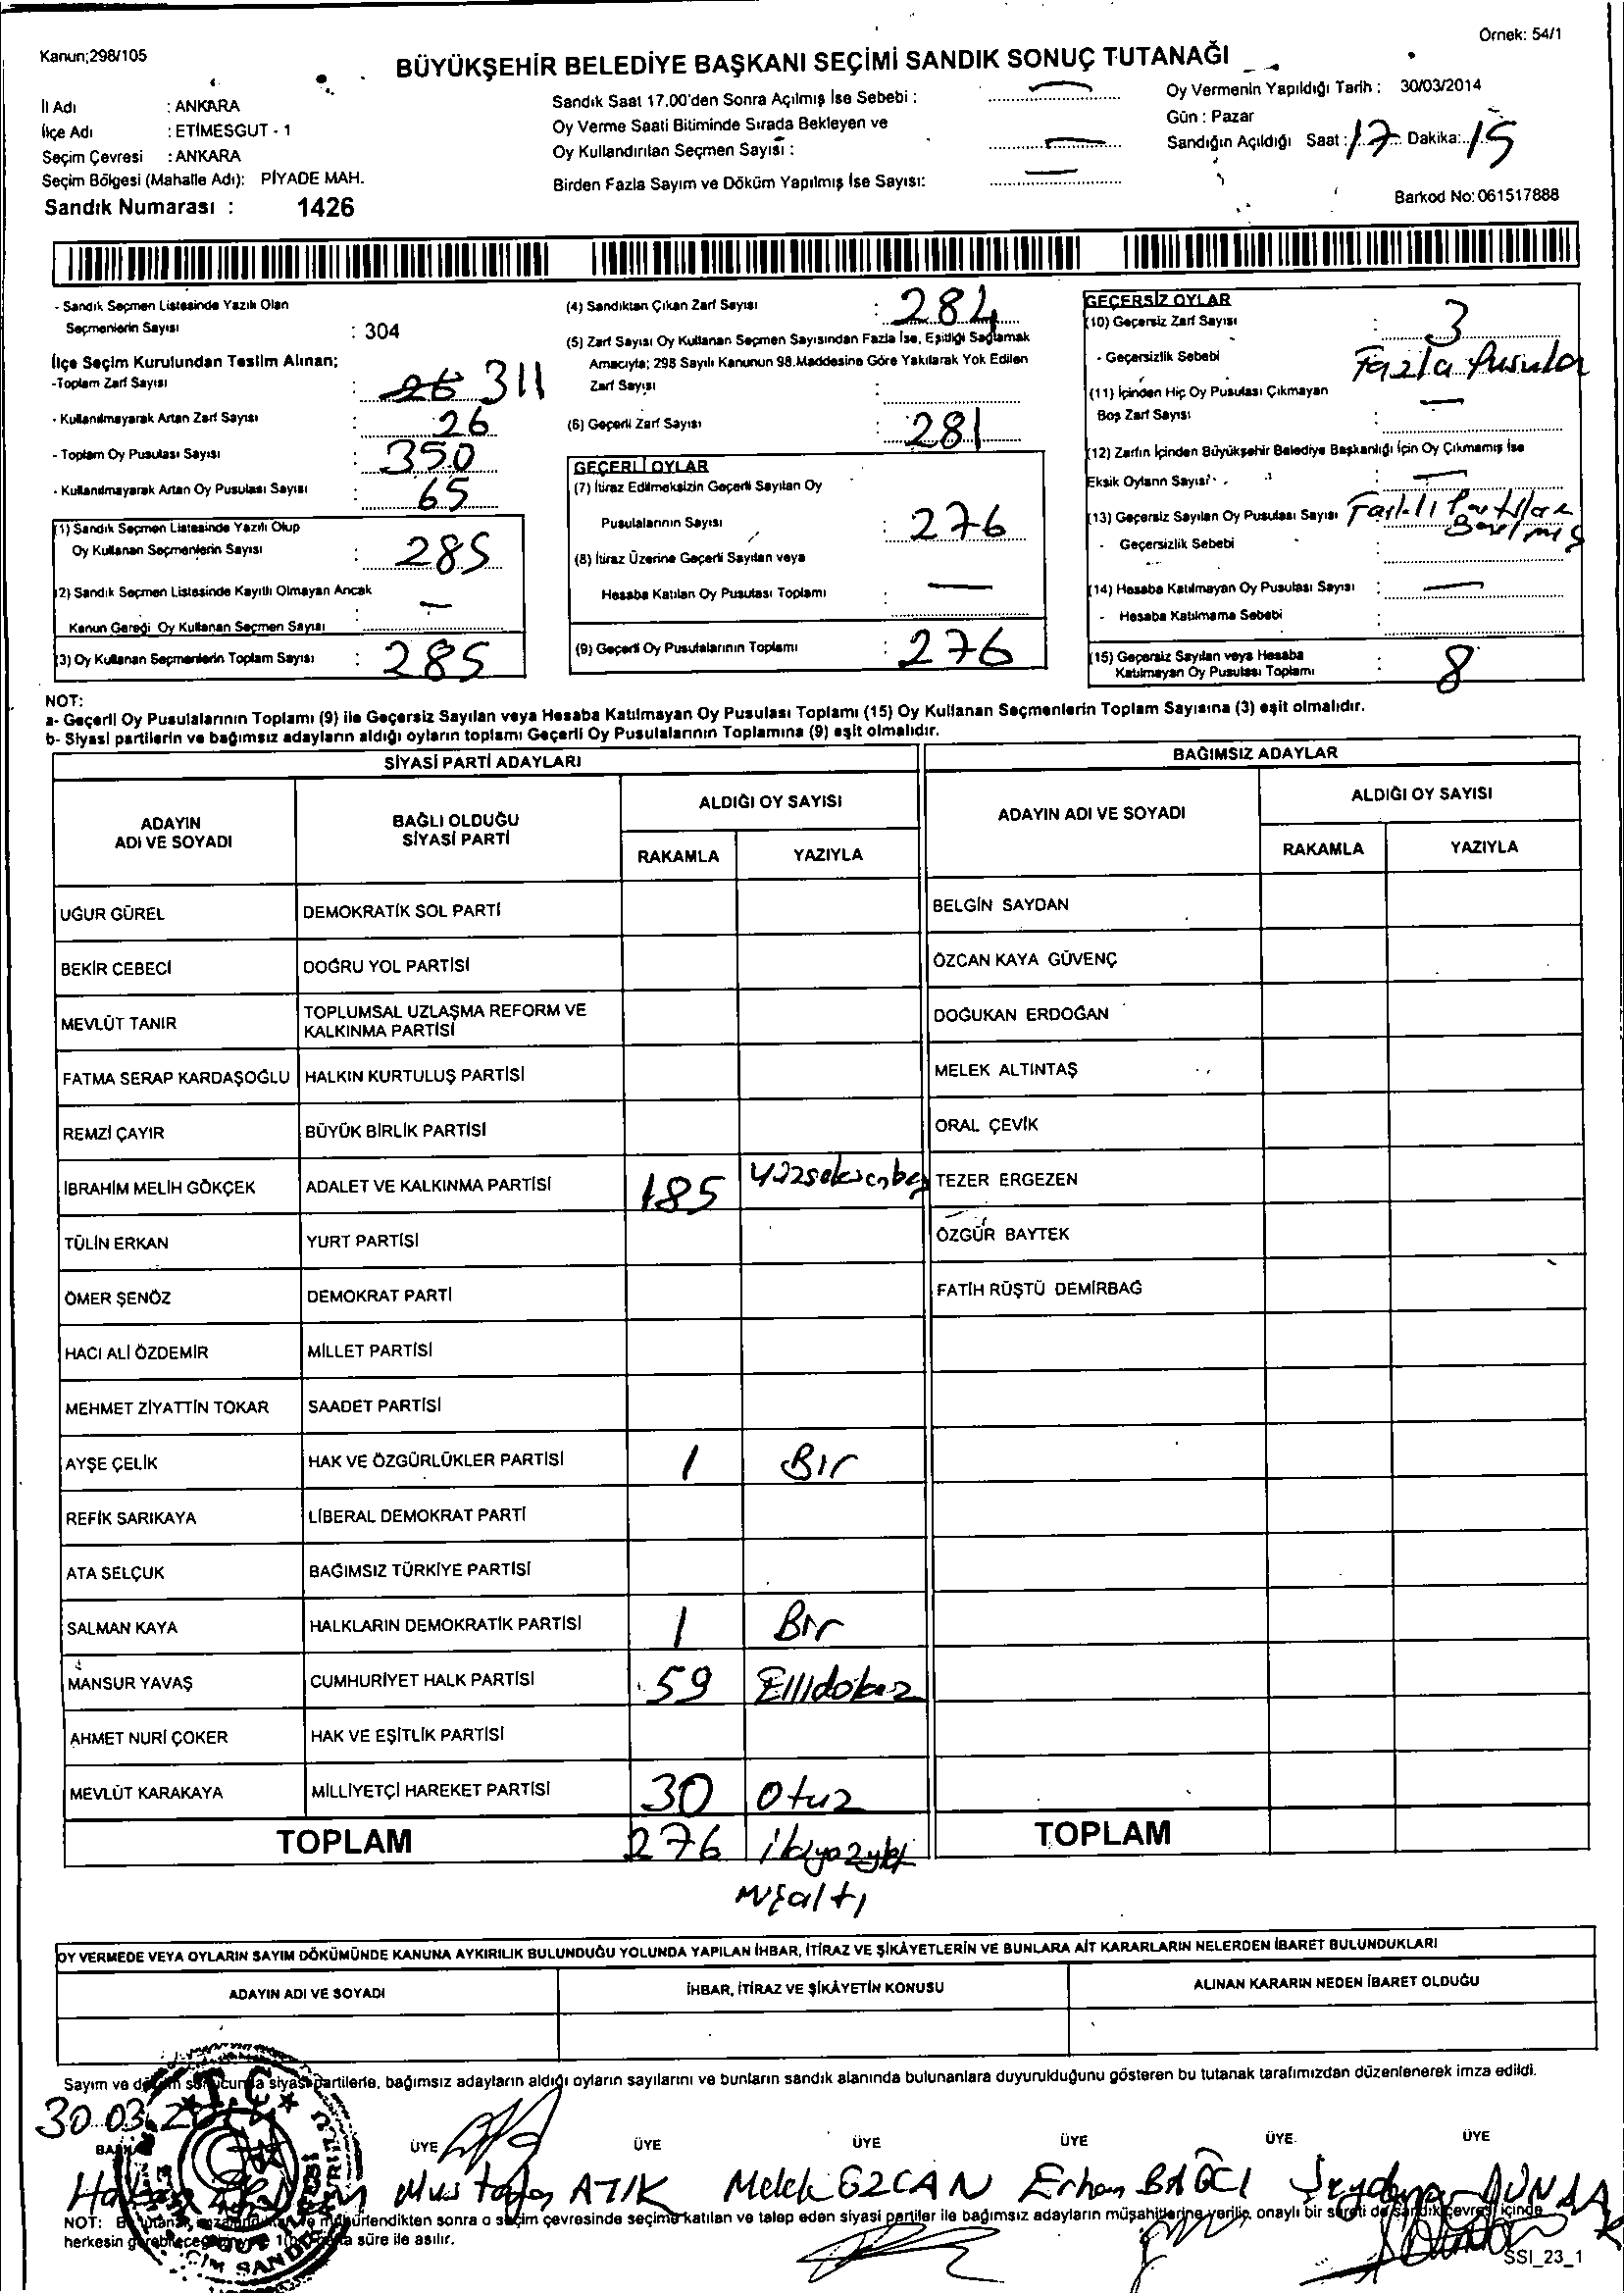 Kanun;298/105
Örnek: 54/1
BÜYÜKŞEHİR BELEDİYE BAŞKANI SEÇİMİ SANDIK SONUÇ TUTANAĞI
İl Adı : ANKARA
İlçe Adı : ETİMESGUT - 1
Seçim Çevresi : ANKARA
Seçim Bölgesi (Mahalle Adı): PİYADE MAH.
Sandık Numarası : 1426
Sandık Saat 17.00'den Sonra Açılmış İse Sebebi :
Oy Verme Saati Bitiminde Sırada Bekleyen ve
Oy Kullandırılan Seçmen Sayısı :
Birden Fazla Sayım ve Döküm Yapılmış İse Sayısı:
Oy Vermenin Yapıldığı Tarih : 30/03/2014
Gün : Pazar
Sandığın Açıldığı Saat : 17 Dakika: 15
Barkod No: 061517888
- Sandık Seçmen Listesinde Yazılı Olan
Seçmenlerin Sayısı : 304
İlçe Seçim Kurulundan Teslim Alınan;
-Toplam Zarf Sayısı : 311
- Kullanılmayarak Artan Zarf Sayısı : 26
- Toplam Oy Pusulası Sayısı : 350
- Kullanılmayarak Artan Oy Pusulası Sayısı : 65
(1) Sandık Seçmen Listesinde Yazılı Olup
Oy Kullanan Seçmenlerin Sayısı : 285
(2) Sandık Seçmen Listesinde Kayıtlı Olmayan Ancak
Kanun Gereği Oy Kullanan Seçmen Sayısı : -
(3) Oy Kullanan Seçmenlerin Toplam Sayısı : 285
(4) Sandıktan Çıkan Zarf Sayısı : 284
(5) Zarf Sayısı Oy Kullanan Seçmen Sayısından Fazla İse, Eşitliği Sağlamak
Amacıyla; 298 Sayılı Kanunun 98.Maddesine Göre Yakılarak Yok Edilen
Zarf Sayısı :
(6) Geçerli Zarf Sayısı : 281
GEÇERLİ OYLAR
(7) İtiraz Edilmeksizin Geçerli Sayılan Oy
Pusulalarının Sayısı : 276
(8) İtiraz Üzerine Geçerli Sayılan veya
Hesaba Katılan Oy Pusulası Toplamı : -
(9) Geçerli Oy Pusulalarının Toplamı : 276
GEÇERSİZ OYLAR
(10) Geçersiz Zarf Sayısı : 3
- Geçersizlik Sebebi Fazla Pusula
(11) İçinden Hiç Oy Pusulası Çıkmayan
Boş Zarf Sayısı : -
(12) Zarfın İçinden Büyükşehir Belediye Başkanlığı İçin Oy Çıkmamış İse
Eksik Oyların Sayısı : -
(13) Geçersiz Sayılan Oy Pusulası Sayısı Farklı Partilar
- Geçersizlik Sebebi :
(14) Hesaba Katılmayan Oy Pusulası Sayısı : -
- Hesaba Katılmama Sebebi :
(15) Geçersiz Sayılan veya Hesaba
Katılmayan Oy Pusulası Toplamı : 8
NOT:
a- Geçerli Oy Pusulalarının Toplamı (9) ile Geçersiz Sayılan veya Hesaba Katılmayan Oy Pusulası Toplamı (15) Oy Kullanan Seçmenlerin Toplam Sayısına (3) eşit olmalıdır.
b- Siyasi partilerin ve bağımsız adayların aldığı oyların toplamı Geçerli Oy Pusulalarının Toplamına (9) eşit olmalıdır.
SİYASİ PARTİ ADAYLARI
BAĞIMSIZ ADAYLAR
ADAYIN
ADI VE SOYADI
BAĞLI OLDUĞU
SİYASİ PARTİ
ALDIĞI OY SAYISI
RAKAMLA YAZIYLA
ADAYIN ADI VE SOYADI
ALDIĞI OY SAYISI
RAKAMLA YAZIYLA
UĞUR GÜREL DEMOKRATİK SOL PARTİ BELGİN SAYDAN
BEKİR CEBECİ DOĞRU YOL PARTİSİ ÖZCAN KAYA GÜVENÇ
MEVLÜT TANIR TOPLUMSAL UZLAŞMA REFORM VE
KALKINMA PARTİSİ DOĞUKAN ERDOĞAN
FATMA SERAP KARDAŞOĞLU HALKIN KURTULUŞ PARTİSİ MELEK ALTINTAŞ
REMZİ ÇAYIR BÜYÜK BİRLİK PARTİSİ ORAL ÇEVİK
İBRAHİM MELİH GÖKÇEK ADALET VE KALKINMA PARTİSİ 185 Yüzseksenbeş TEZER ERGEZEN
TÜLİN ERKAN YURT PARTİSİ ÖZGÜR BAYTEK
ÖMER ŞENÖZ DEMOKRAT PARTİ FATİH RÜŞTÜ DEMİRBAĞ
HACI ALİ ÖZDEMİR MİLLET PARTİSİ
MEHMET ZİYATTİN TOKAR SAADET PARTİSİ
AYŞE ÇELİK HAK VE ÖZGÜRLÜKLER PARTİSİ 1 Bir
REFİK SARIKAYA LİBERAL DEMOKRAT PARTİ
ATA SELÇUK BAĞIMSIZ TÜRKİYE PARTİSİ
SALMAN KAYA HALKLARIN DEMOKRATİK PARTİSİ 1 Bir
MANSUR YAVAŞ CUMHURİYET HALK PARTİSİ 59 Ellidokuz
AHMET NURİ ÇOKER HAK VE EŞİTLİK PARTİSİ
MEVLÜT KARAKAYA MİLLİYETÇİ HAREKET PARTİSİ 30 Otuz
TOPLAM 276 TOPLAM
mişaltı
OY VERMEDE VEYA OYLARIN SAYIM DÖKÜMÜNDE KANUNA AYKIRILIK BULUNDUĞU YOLUNDA YAPILAN İHBAR, İTİRAZ VE ŞİKÂYETLERİN VE BUNLARA AİT KARARLARIN NELERDEN İBARET BULUNDUKLARI
ADAYIN ADI VE SOYADI İHBAR, İTİRAZ VE ŞİKÂYETİN KONUSU ALINAN KARARIN NEDEN İBARET OLDUĞU
Sayım ve döküm sonucunda siyasi partilerle, bağımsız adayların aldığı oyların sayılarını ve bunların sandık alanında bulunanlara duyurulduğunu gösteren bu tutanak tarafımızdan düzenlenerek imza edildi.
30.03.
BAŞKAN ÜYE ÜYE ÜYE ÜYE ÜYE ÜYE
Mustafa ATIK Melek ÖZCAN Erhan BAĞCI
NOT: mühürlendikten sonra o seçim çevresinde seçime katılan ve talep eden siyasi partiler ile bağımsız adayların müşahitlerine verilip, onaylı bir sureti de sandık çevresi içinde
herkesin süre ile asılır.
SSI_23_1